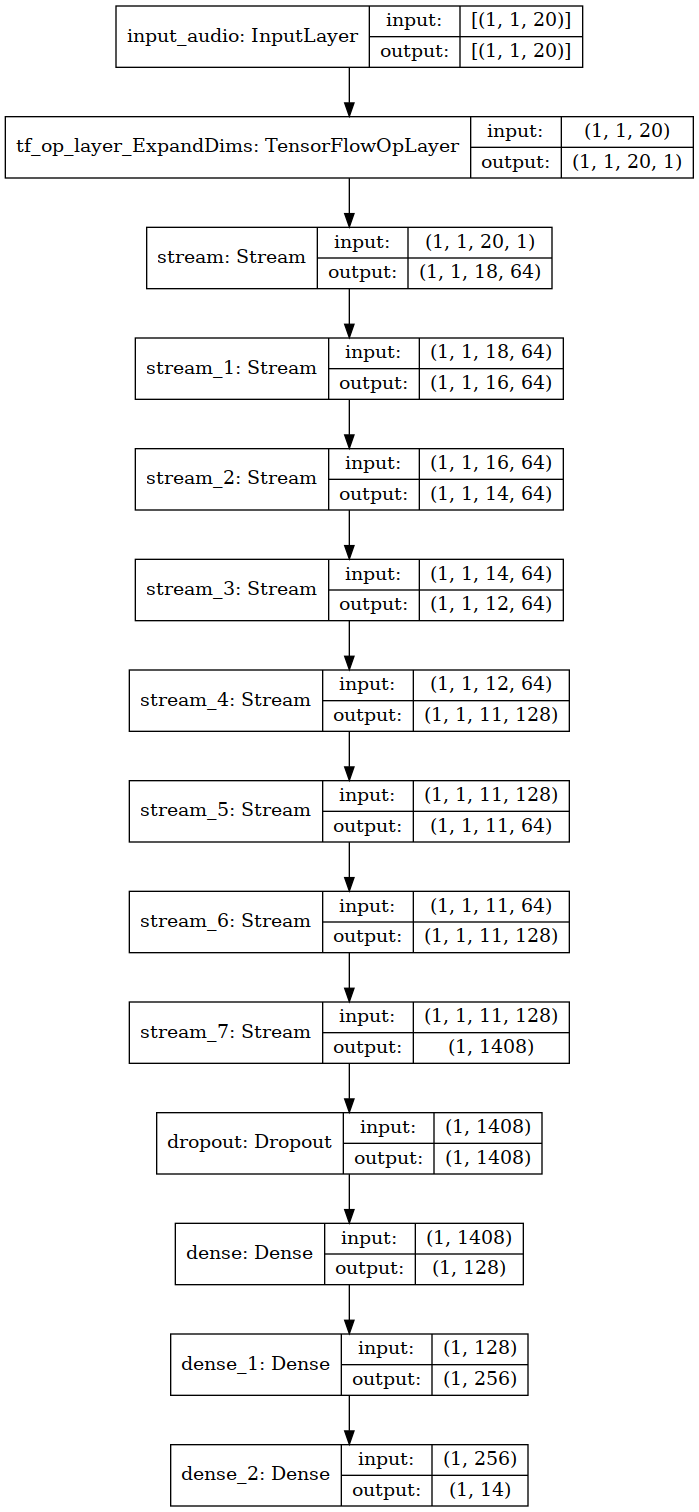 input_audio: InputLayer
input: [(1, 1, 20)]
output: [(1, 1, 20)]
tf_op_layer_ExpandDims: TensorFlowOpLayer
input: (1, 1, 20)
output: (1, 1, 20, 1)
stream: Stream
input: (1, 1, 20, 1)
output: (1, 1, 18, 64)
stream_1: Stream
input: (1, 1, 18, 64)
output: (1, 1, 16, 64)
stream_2: Stream
input: (1, 1, 16, 64)
output: (1, 1, 14, 64)
stream_3: Stream
input: (1, 1, 14, 64)
output: (1, 1, 12, 64)
stream_4: Stream
input: (1, 1, 12, 64)
output: (1, 1, 11, 128)
stream_5: Stream
input: (1, 1, 11, 128)
output: (1, 1, 11, 64)
stream_6: Stream
input: (1, 1, 11, 64)
output: (1, 1, 11, 128)
stream_7: Stream
input: (1, 1, 11, 128)
output: (1, 1408)
dropout: Dropout
input: (1, 1408)
output: (1, 1408)
dense: Dense
input: (1, 1408)
output: (1, 128)
dense_1: Dense
input: (1, 128)
output: (1, 256)
dense_2: Dense
input: (1, 256)
output: (1, 14)